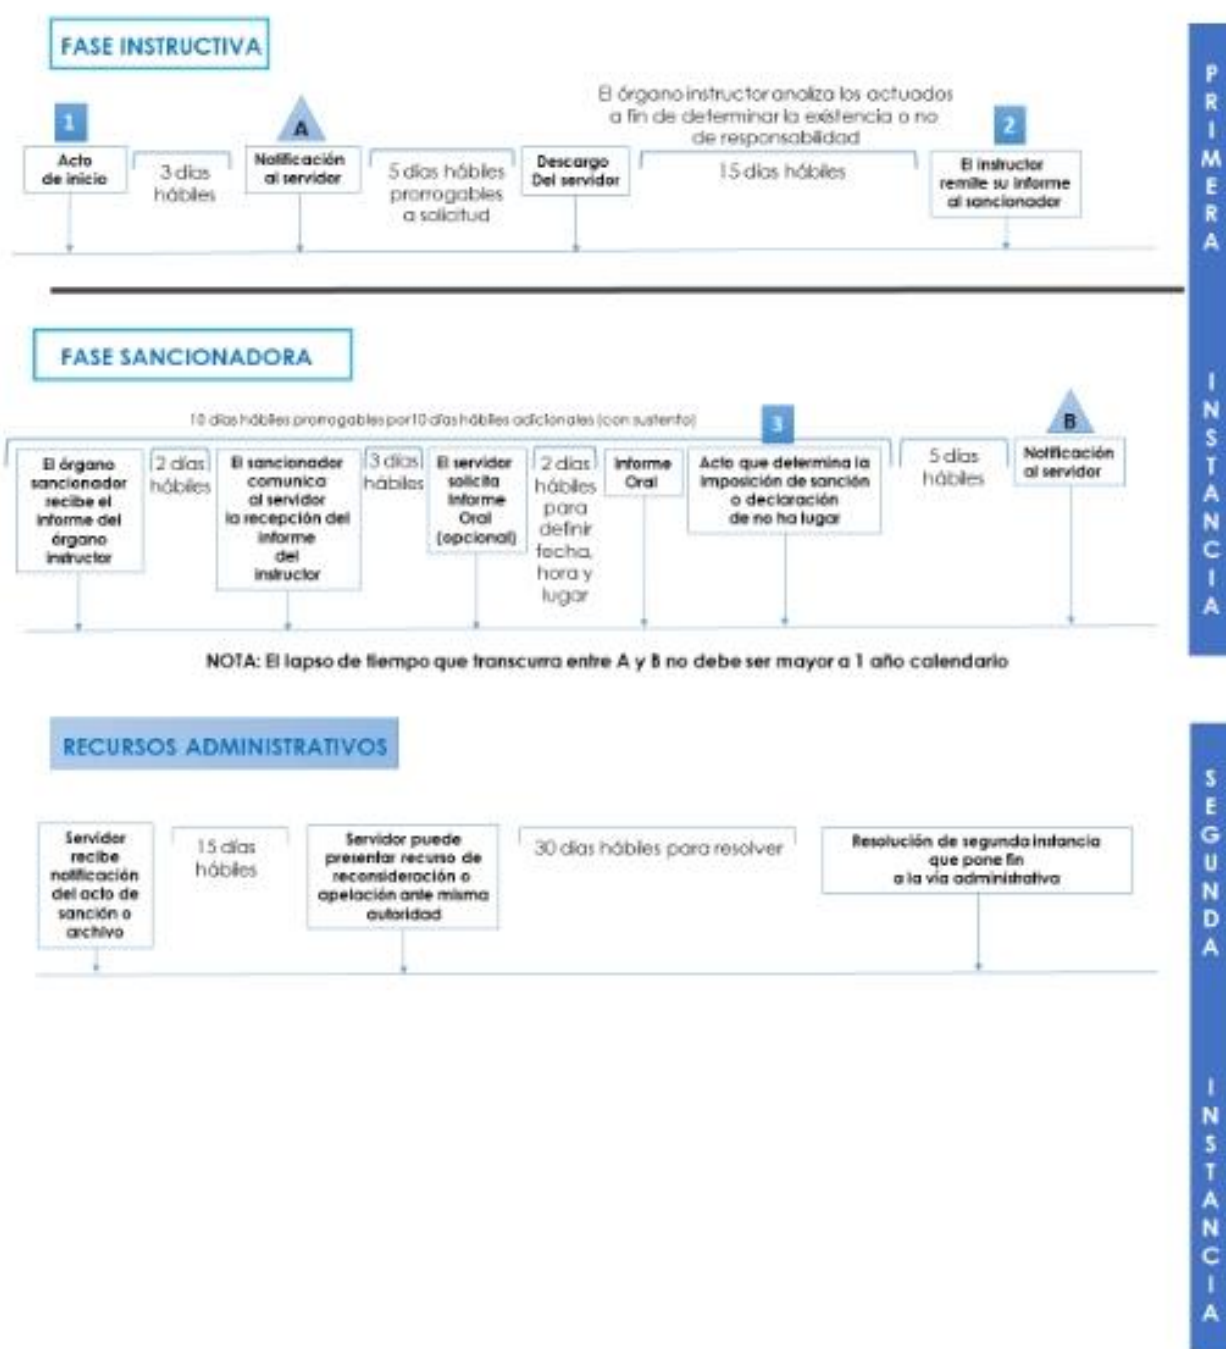 FASE INSTRUCTIVA
1
Acto
de inicio
3 días
hábiles
A
Notificación
al servidor
5 días hábiles
prorrogables
a solicitud
Descargo
Del servidor
El órgano instructor analiza los actuados
a fin de determinar la existencia o no
de responsabilidad
15 días hábiles
2
El instructor
remite su informe
al sancionador
PRIMERA INSTANCIA
FASE SANCIONADORA
10 días hábiles prorrogables por 10 días hábiles adicionales (con sustento)
El órgano
sancionador
recibe el
informe del
órgano
instructor
2 días
hábiles
El sancionador
comunica
al servidor
la recepción del
informe
del
instructor
3 días
hábiles
El servidor
solicita
Informe
Oral
(opcional)
2 días
hábiles
para
definir
fecha,
hora y
lugar
Informe
Oral
3
Acto que determina la
imposición de sanción
o declaración
de no ha lugar
5 días
hábiles
B
Notificación
al servidor
NOTA: El lapso de tiempo que transcurra entre A y B no debe ser mayor a 1 año calendario
RECURSOS ADMINISTRATIVOS
Servidor
recibe
notificación
del acto de
sanción o
archivo
15 días
hábiles
Servidor puede
presentar recurso de
reconsideración o
apelación ante misma
autoridad
30 días hábiles para resolver
Resolución de segunda instancia
que pone fin
a la vía administrativa
SEGUNDA INSTANCIA